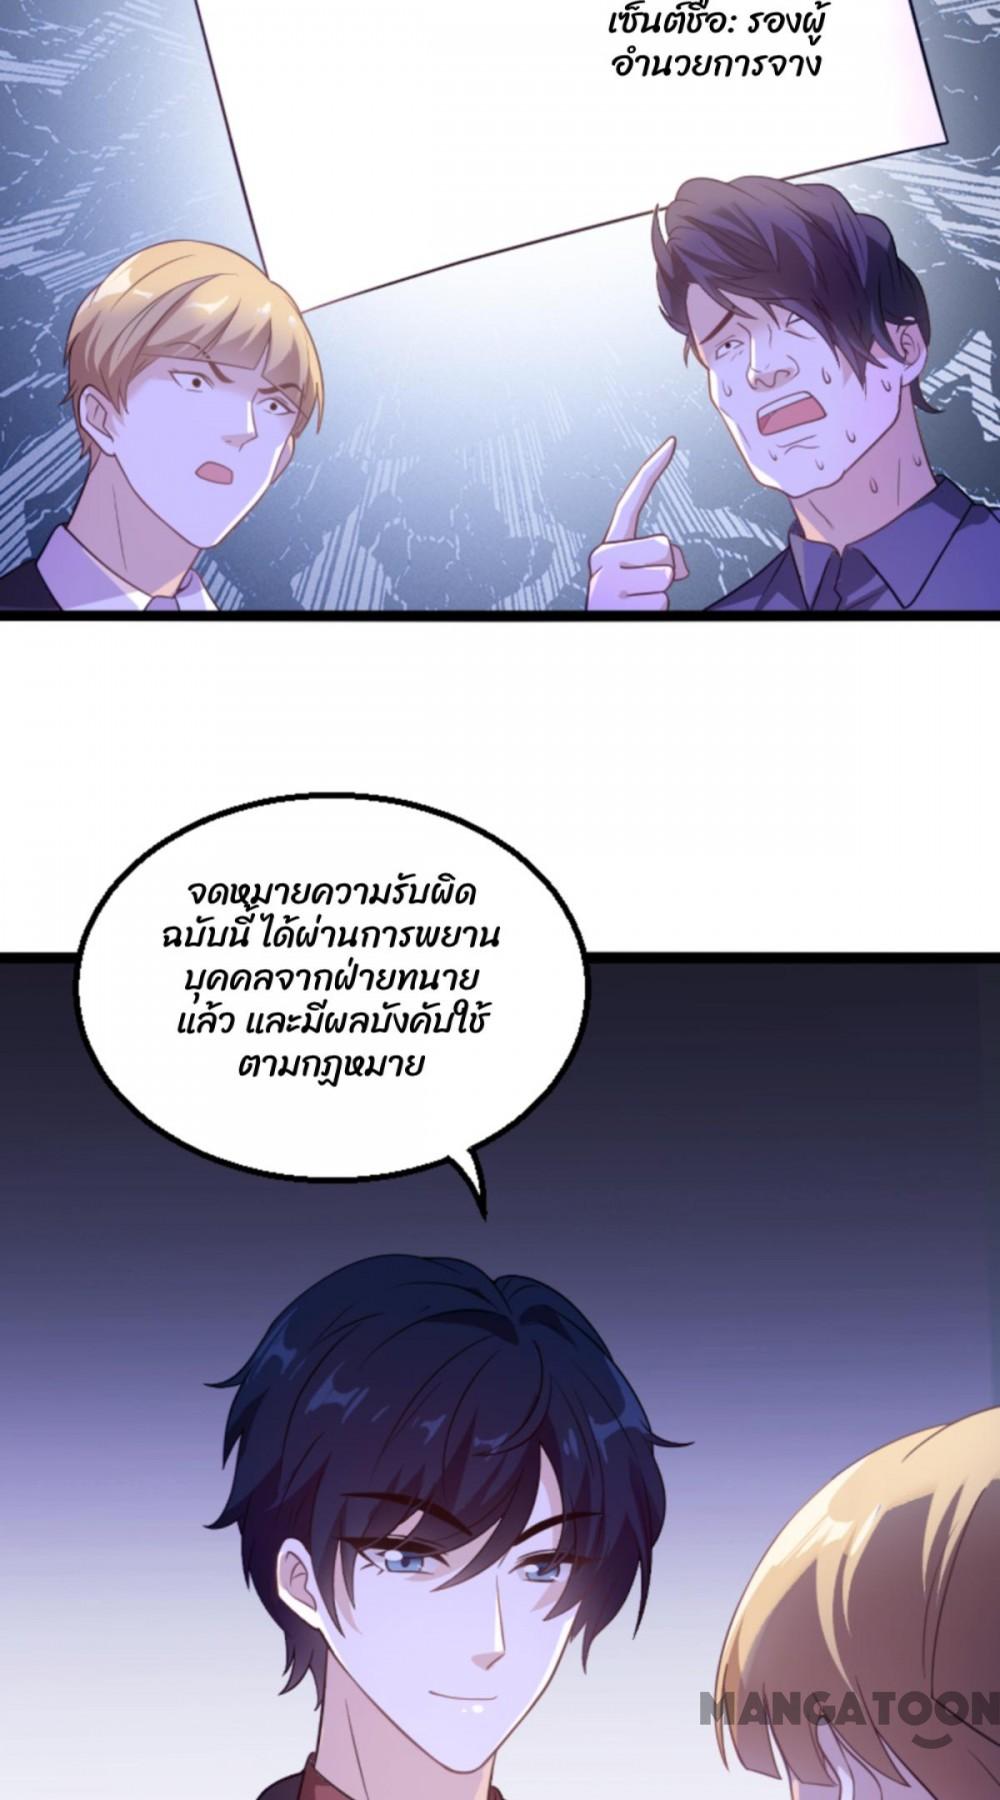 เซ็นต์ชื่อ: รองผู้
อำนวยการจาง
จดหมายความรับผิด
ฉบับนี้ ได้ผ่านการพยาน
บุคคลจากฝ่ายทนาย
แล้ว และมีผลบังคับใช้
ตามกฎหมาย
MANGATOON